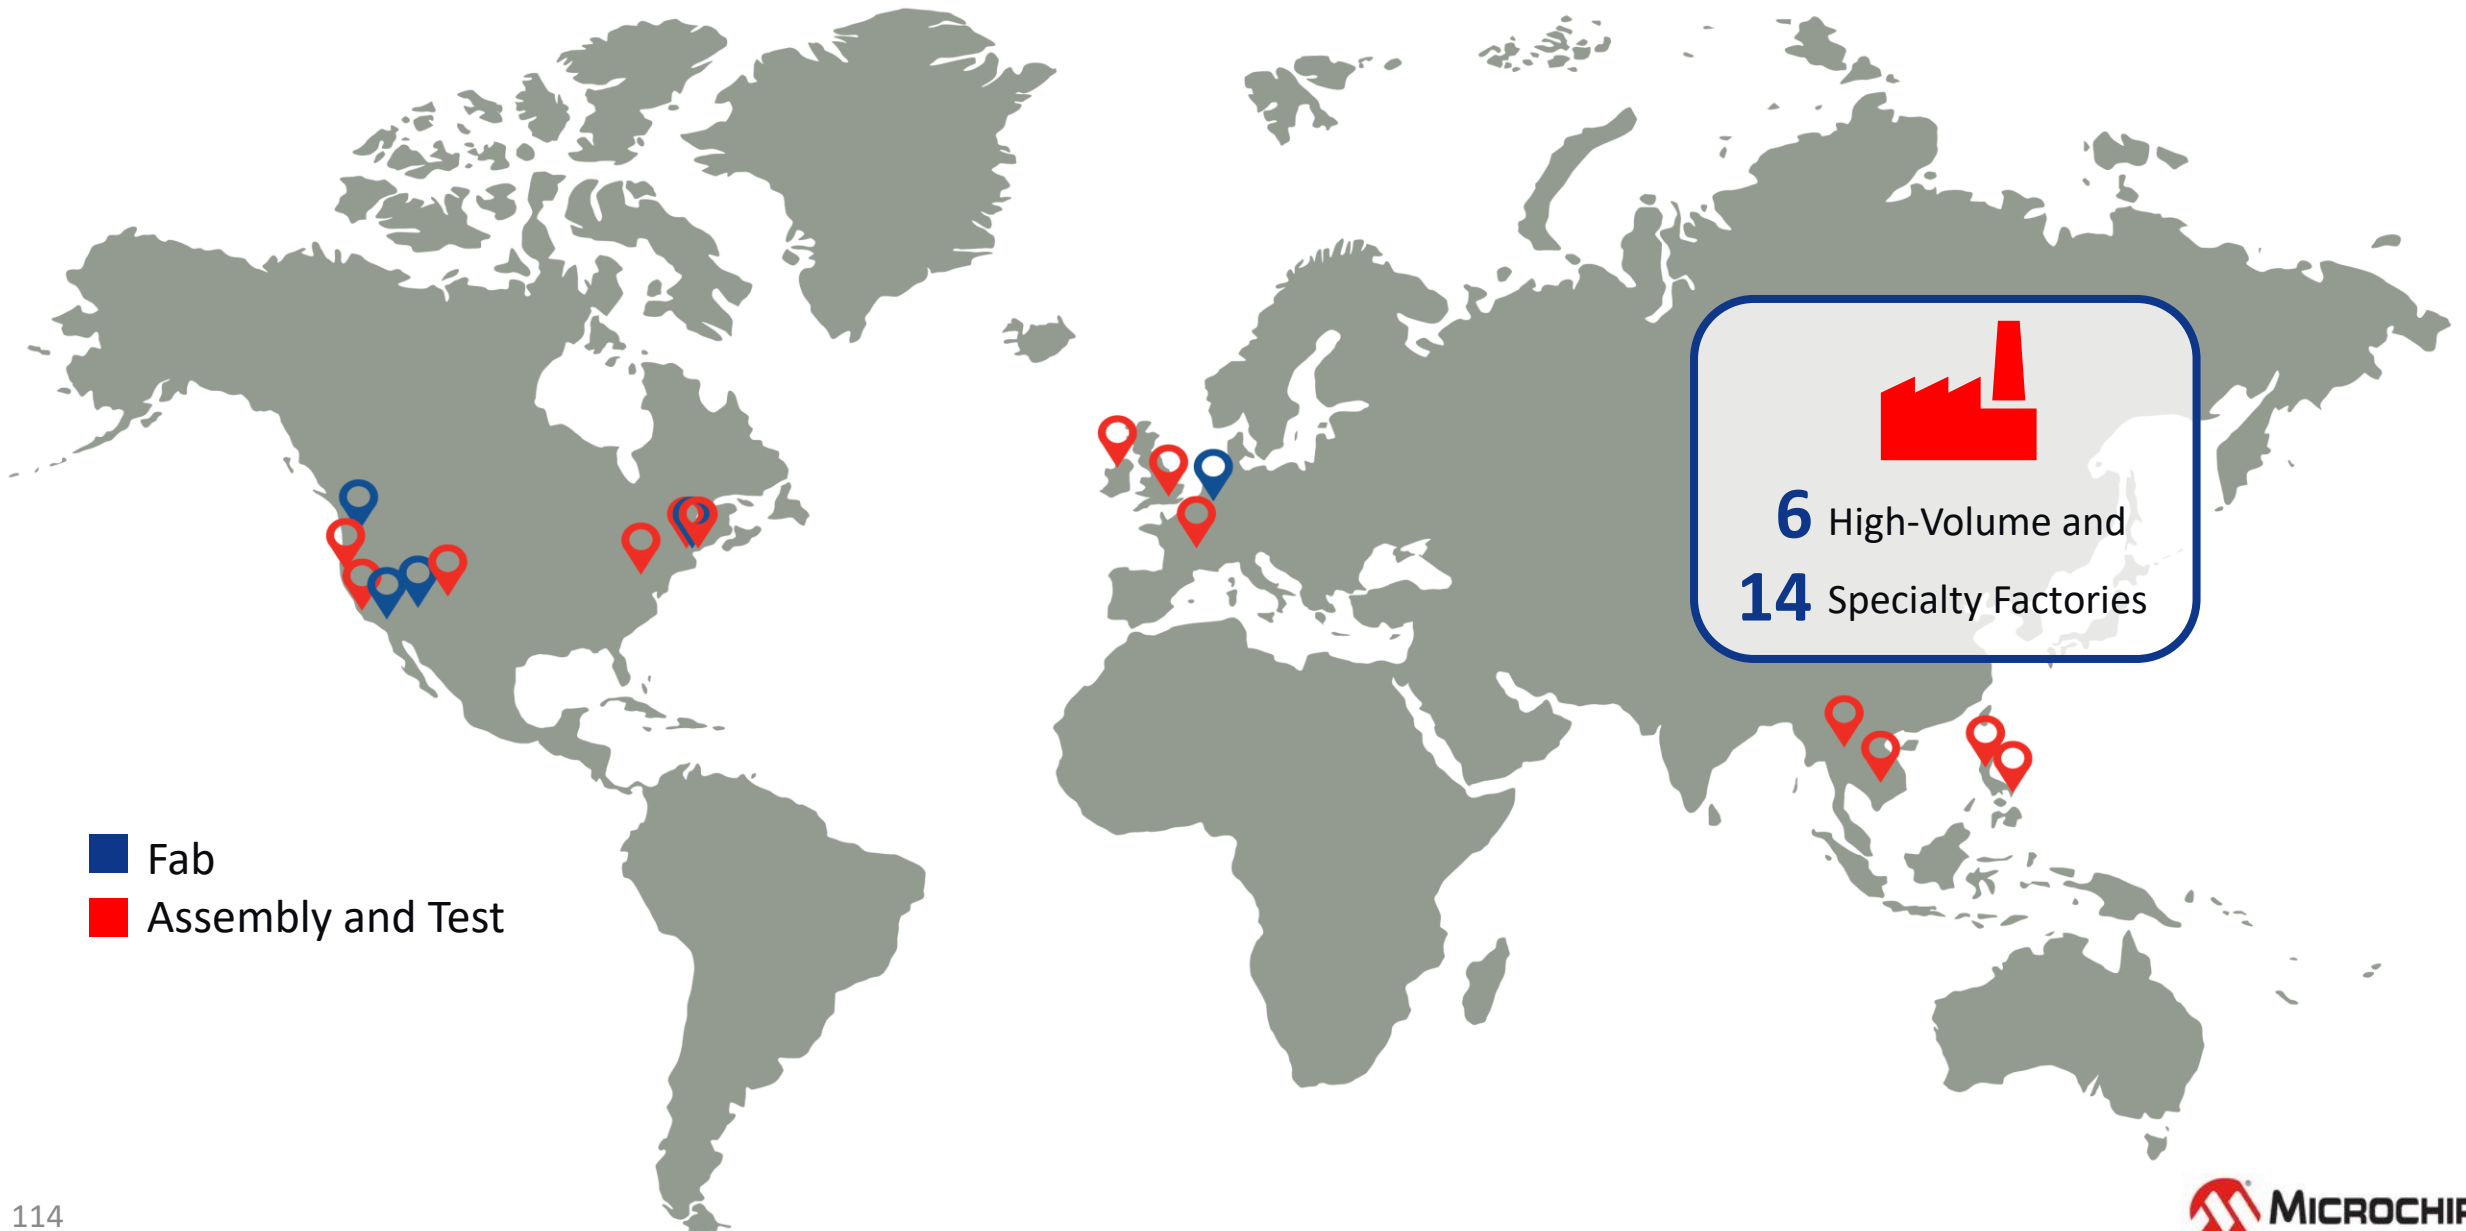 6 High-Volume and
14 Specialty Factories
Fab
Assembly and Test
114
MICROCHIP